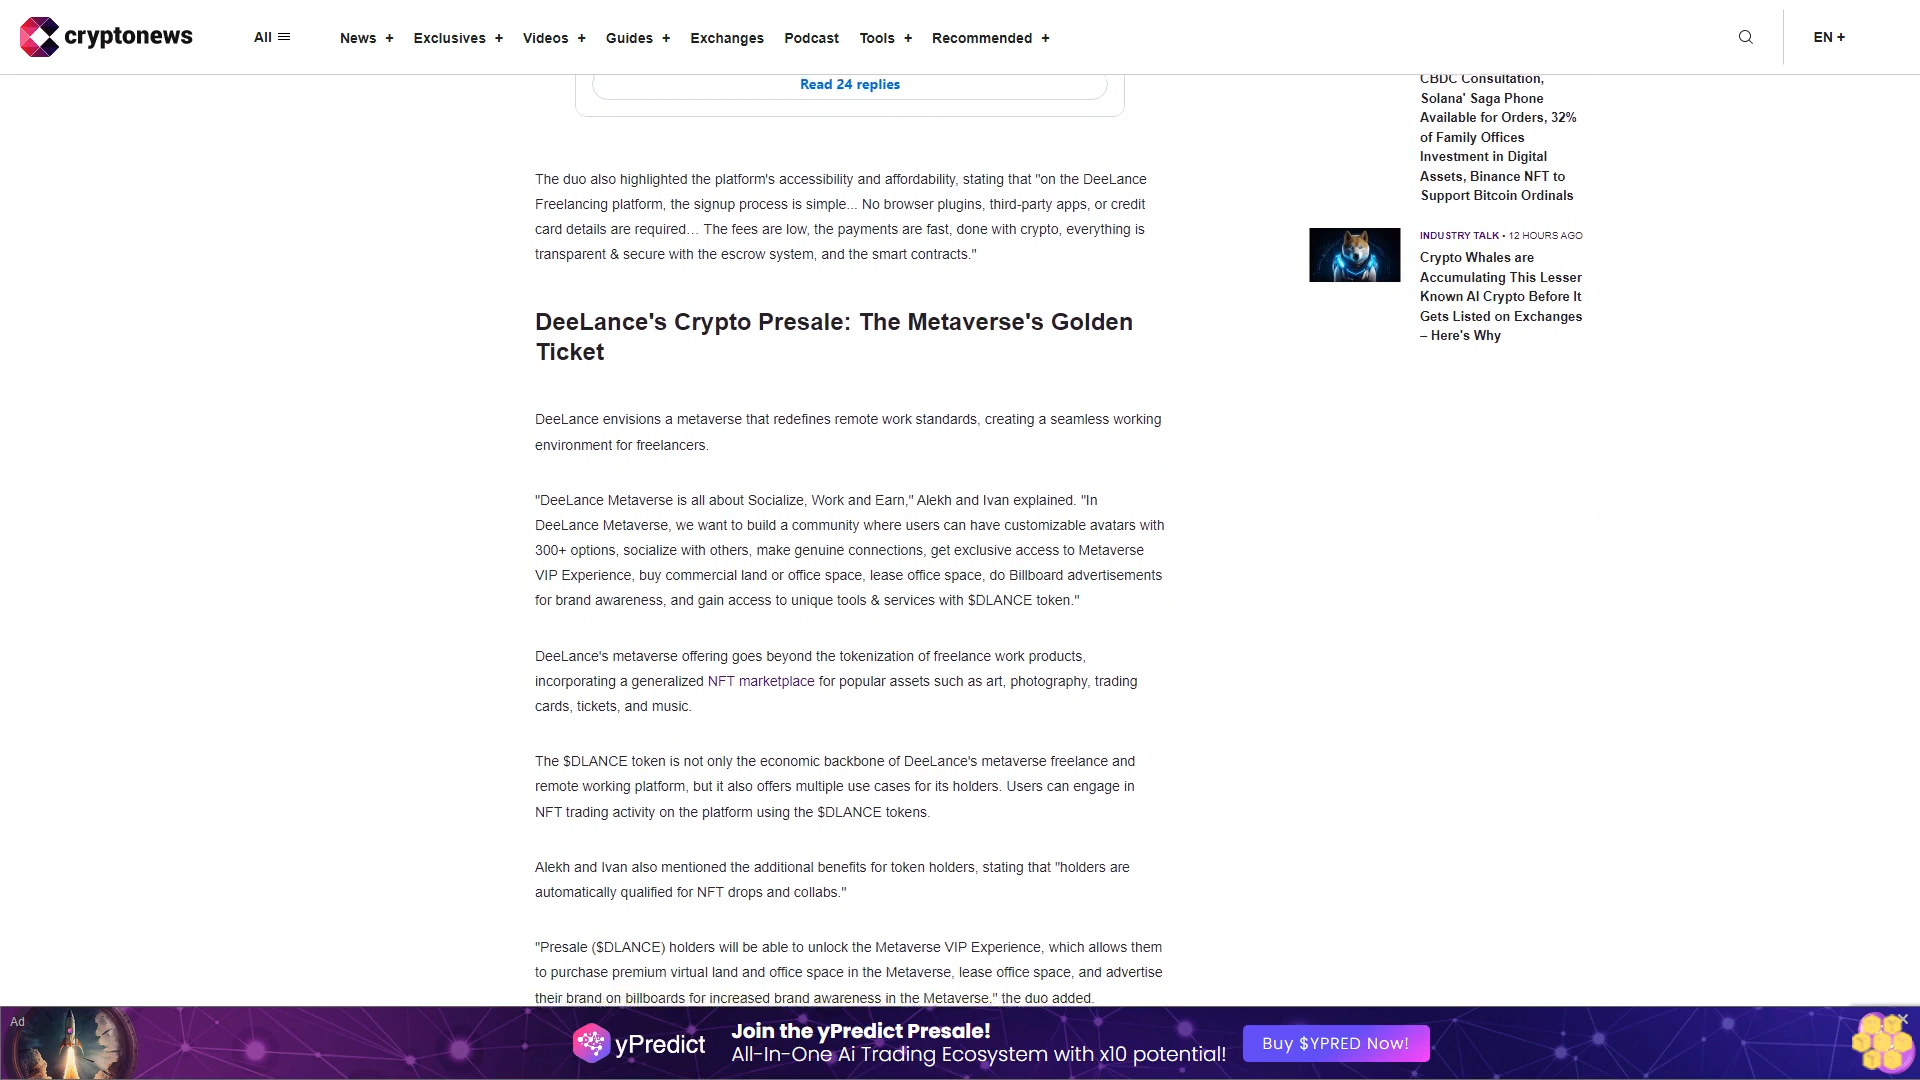 cryptonews
All
News +
Exclusives +
Videos +
Guides +
Exchanges
Podcast
Tools +
Recommended +
EN +
Read 24 replies
The duo also highlighted the platform's accessibility and affordability, stating that "on the DeeLance
Freelancing platform, the signup process is simple... No browser plugins, third-party apps, or credit
card details are required… The fees are low, the payments are fast, done with crypto, everything is
transparent & secure with the escrow system, and the smart contracts."
DeeLance's Crypto Presale: The Metaverse's Golden
Ticket
DeeLance envisions a metaverse that redefines remote work standards, creating a seamless working
environment for freelancers.
"DeeLance Metaverse is all about Socialize, Work and Earn," Alekh and Ivan explained. "In
DeeLance Metaverse, we want to build a community where users can have customizable avatars with
300+ options, socialize with others, make genuine connections, get exclusive access to Metaverse
VIP Experience, buy commercial land or office space, lease office space, do Billboard advertisements
for brand awareness, and gain access to unique tools & services with $DLANCE token."
DeeLance's metaverse offering goes beyond the tokenization of freelance work products,
incorporating a generalized NFT marketplace for popular assets such as art, photography, trading
cards, tickets, and music.
The $DLANCE token is not only the economic backbone of DeeLance's metaverse freelance and
remote working platform, but it also offers multiple use cases for its holders. Users can engage in
NFT trading activity on the platform using the $DLANCE tokens.
Alekh and Ivan also mentioned the additional benefits for token holders, stating that "holders are
automatically qualified for NFT drops and collabs."
"Presale ($DLANCE) holders will be able to unlock the Metaverse VIP Experience, which allows them
to purchase premium virtual land and office space in the Metaverse, lease office space, and advertise
their brand on billboards for increased brand awareness in the Metaverse." the duo added.
CBDC Consultation,
Solana' Saga Phone
Available for Orders, 32%
of Family Offices
Investment in Digital
Assets, Binance NFT to
Support Bitcoin Ordinals
INDUSTRY TALK • 12 HOURS AGO
Crypto Whales are
Accumulating This Lesser
Known AI Crypto Before It
Gets Listed on Exchanges
– Here's Why
Ad
yPredict
Join the yPredict Presale!
All-In-One Ai Trading Ecosystem with x10 potential!
Buy $YPRED Now!